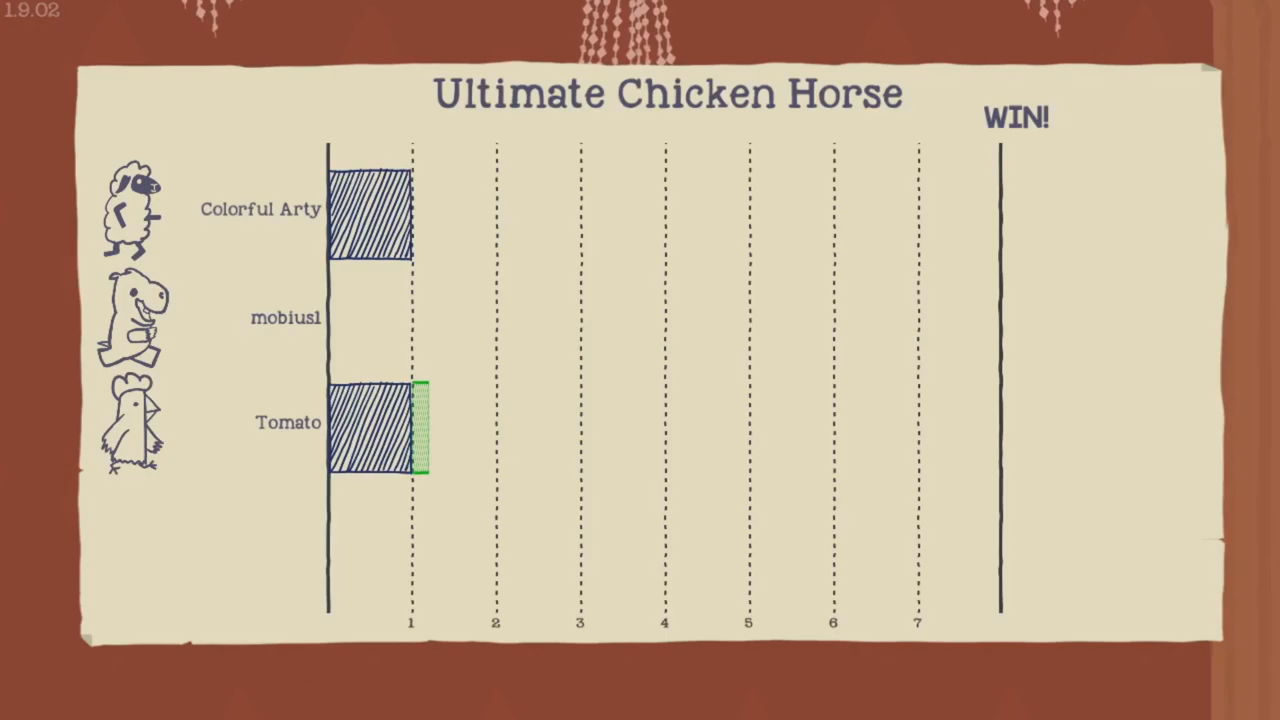 1.9.02
Ultimate Chicken Horse
WIN!
Colorful Arty
mobius1
Tomato
1 2 3 4 5 6 7